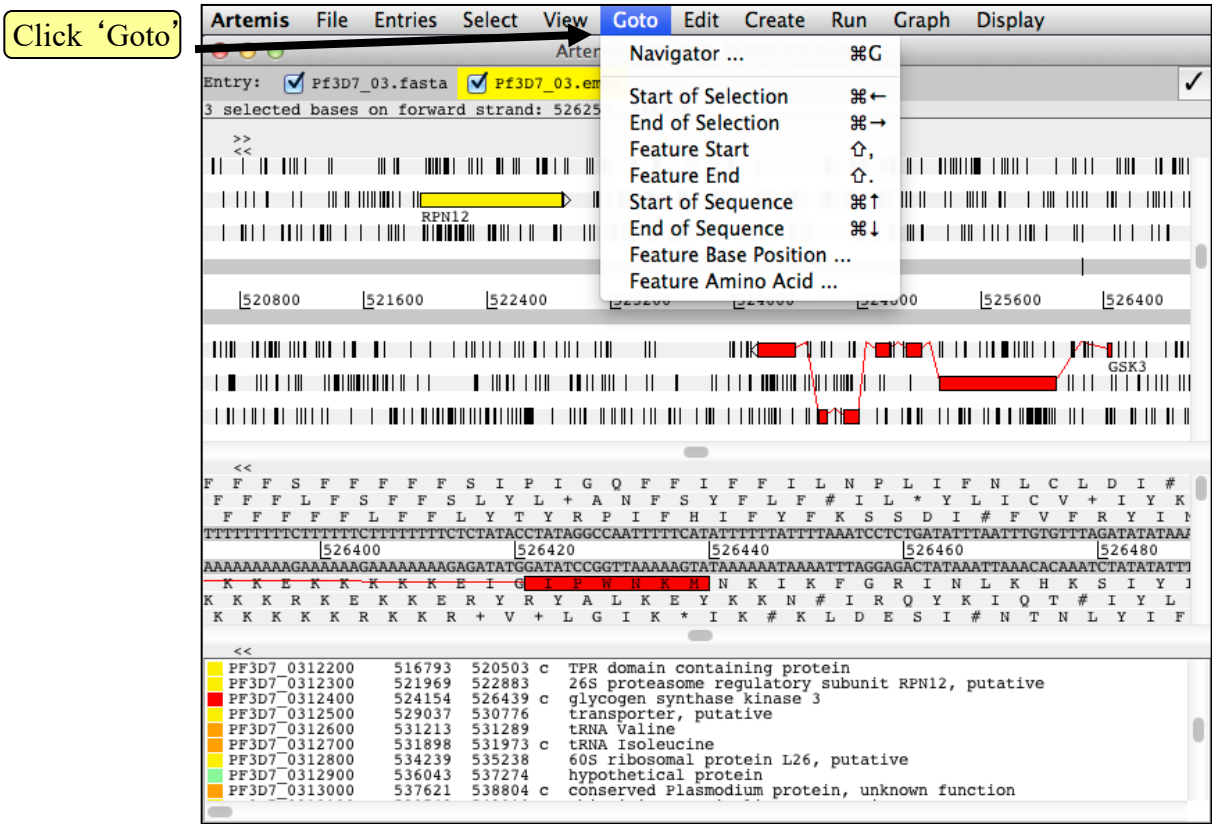 Click ‘Goto’
Artemis File Entries Select View Goto Edit Create Run Graph Display
Navigator ... ⌘G
Entry: Pf3D7_03.fasta
3 selected bases on forward strand:
Start of Selection ⌘←
End of Selection ⌘→
Feature Start ⇧,
Feature End ⇧.
Start of Sequence ⌘↑
End of Sequence ⌘↓
Feature Base Position ...
Feature Amino Acid ...
>>
<<
RPN12
520800 521600 522400 525600 526400
GSK3
<<
F F F S F F F F F S I P I G Q F F I F F I L N P L I F N L C L D I #
F F F L F S F F S L Y L + A N F S Y F L F # I L * Y L I C V + I Y K
F F F F F L F F L Y T Y R P I F H I F Y F K S S D I # F V F R Y I
526400 526420 526440 526460 526480
K K E K K K K K E I G I P W N K M N K I K F G R I N L K H K S I Y
K K K R K E K K E R Y R Y A L K E Y K K N # I R Q Y K I Q T # I Y L
K K K K K R K K R + V + L G I K * I K # K L D E S I # N T N L Y I F
<<
PF3D7_0312200 516793 520503 c TPR domain containing protein
PF3D7_0312300 521969 522883 26S proteasome regulatory subunit RPN12, putative
PF3D7_0312400 524154 526439 c glycogen synthase kinase 3
PF3D7_0312500 529037 530776 transporter, putative
PF3D7_0312600 531213 531289 tRNA Valine
PF3D7_0312700 531898 531973 c tRNA Isoleucine
PF3D7_0312800 534239 535238 60S ribosomal protein L26, putative
PF3D7_0312900 536043 537274 hypothetical protein
PF3D7_0313000 537621 538804 c conserved Plasmodium protein, unknown function